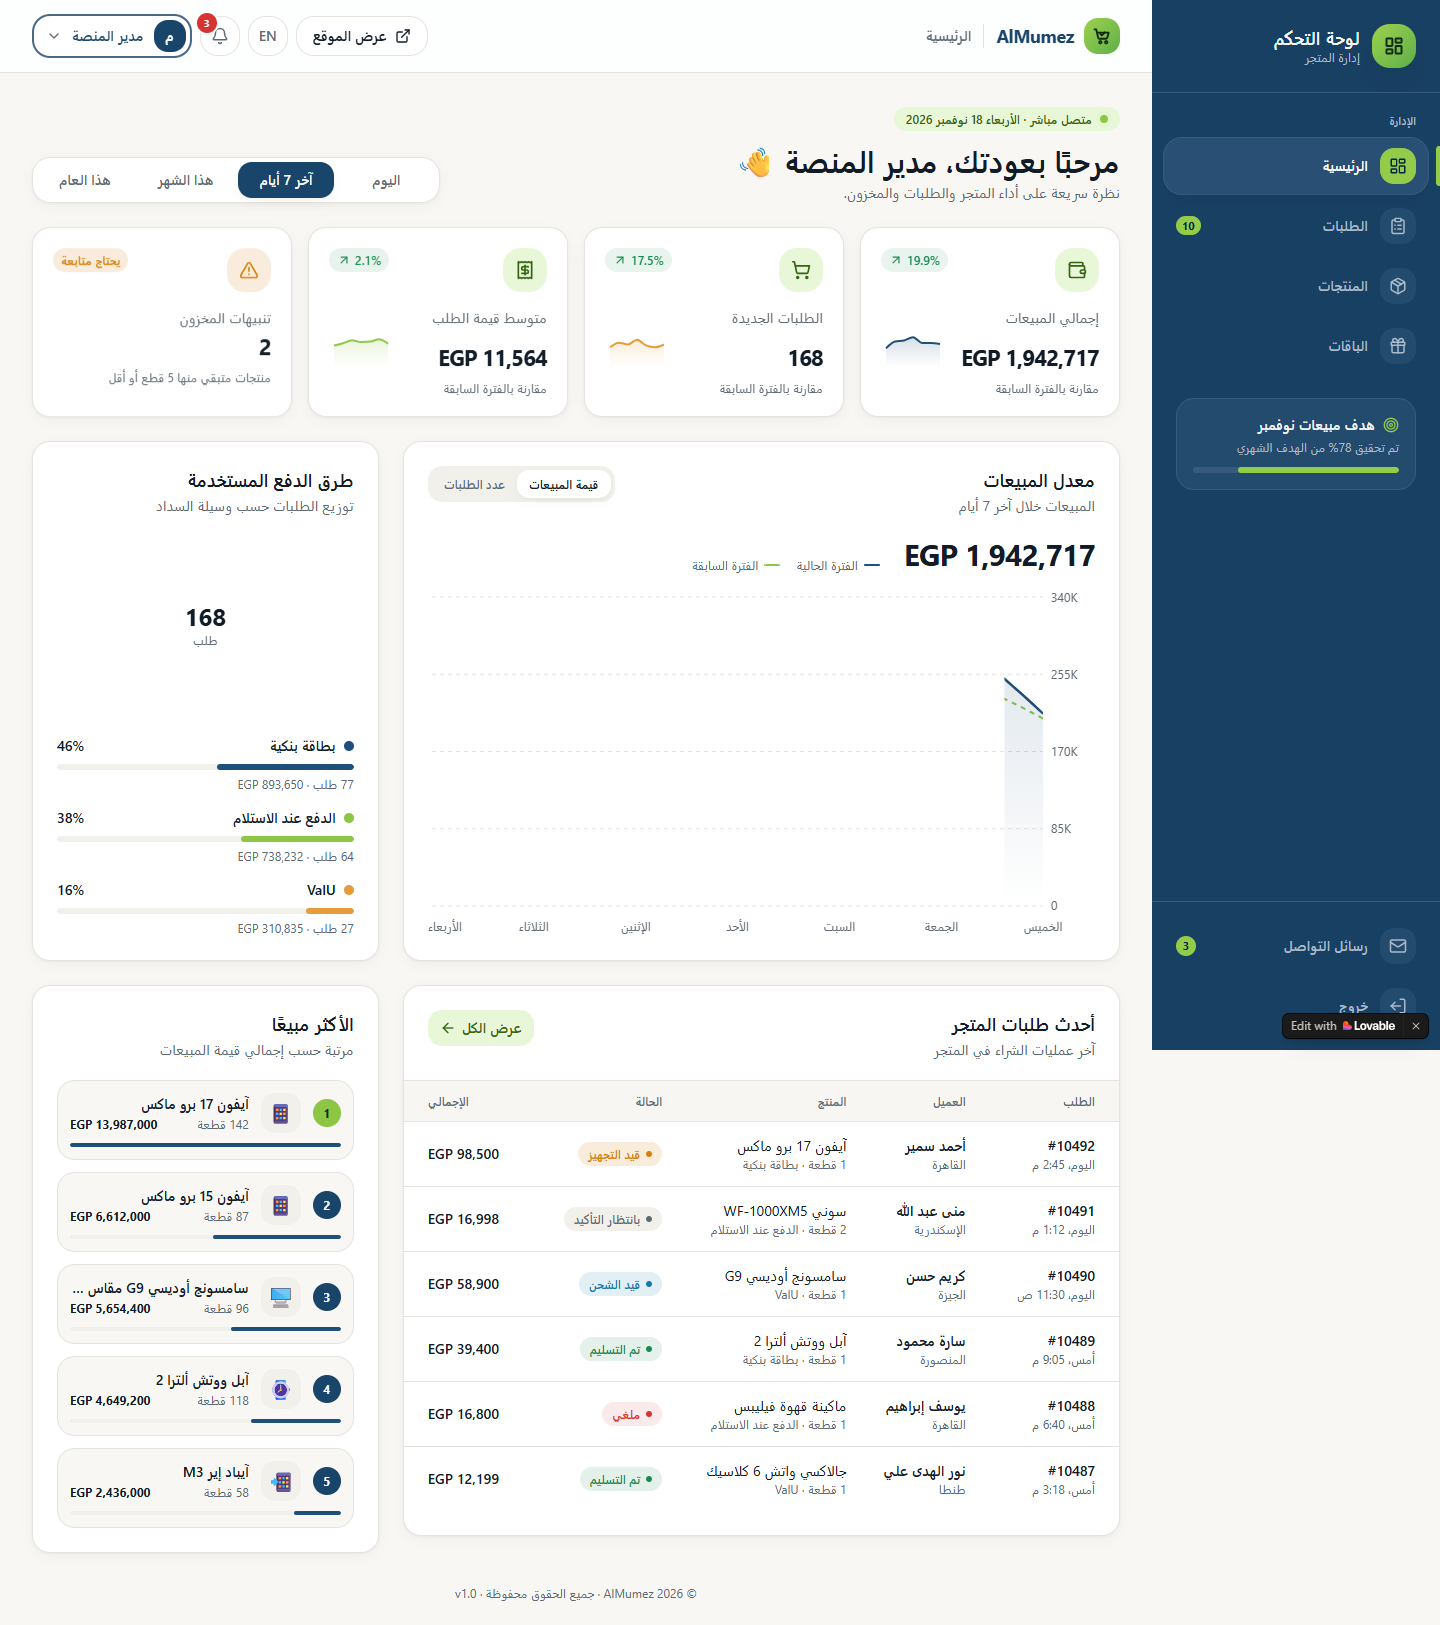 لوحة التحكم
إدارة المتجر
الإدارة
الرئيسية
الطلبات
10
المنتجات
الباقات
هدف مبيعات نوفمبر
تم تحقيق 78% من الهدف الشهري
رسائل التواصل
3
خروج
Edit with Lovable ×
AlMumez
الرئيسية
عرض الموقع
EN
3
م
مدير المنصة
متصل مباشر · الأربعاء 18 نوفمبر 2026
مرحبًا بعودتك، مدير المنصة 👋
نظرة سريعة على أداء المتجر والطلبات والمخزون.
اليوم
آخر 7 أيام
هذا الشهر
هذا العام
19.9%
إجمالي المبيعات
EGP 1,942,717
مقارنة بالفترة السابقة
17.5%
الطلبات الجديدة
168
مقارنة بالفترة السابقة
2.1%
متوسط قيمة الطلب
EGP 11,564
مقارنة بالفترة السابقة
يحتاج متابعة
تنبيهات المخزون
2
منتجات متبقي منها 5 قطع أو أقل
معدل المبيعات
المبيعات خلال آخر 7 أيام
قيمة المبيعات
عدد الطلبات
EGP 1,942,717
الفترة الحالية
الفترة السابقة
340K
255K
170K
85K
0
الخميس
الجمعة
السبت
الأحد
الإثنين
الثلاثاء
الأربعاء
طرق الدفع المستخدمة
توزيع الطلبات حسب وسيلة السداد
168
طلب
بطاقة بنكية
46%
77 طلب · EGP 893,650
الدفع عند الاستلام
38%
64 طلب · EGP 738,232
ValU
16%
27 طلب · EGP 310,835
أحدث طلبات المتجر
آخر عمليات الشراء في المتجر
عرض الكل
الطلب
العميل
المنتج
الحالة
الإجمالي
#10492
اليوم، 2:45 م
أحمد سمير
القاهرة
آيفون 17 برو ماكس
1 قطعة · بطاقة بنكية
قيد التجهيز
EGP 98,500
#10491
اليوم، 1:12 م
منى عبد الله
الإسكندرية
سوني WF-1000XM5
2 قطعة · الدفع عند الاستلام
بانتظار التأكيد
EGP 16,998
#10490
اليوم، 11:30 ص
كريم حسن
الجيزة
سامسونج أوديسي G9
1 قطعة · ValU
قيد الشحن
EGP 58,900
#10489
أمس، 9:05 م
سارة محمود
المنصورة
آبل ووتش ألترا 2
1 قطعة · بطاقة بنكية
تم التسليم
EGP 39,400
#10488
أمس، 6:40 م
يوسف إبراهيم
القاهرة
ماكينة قهوة فيليبس
1 قطعة · الدفع عند الاستلام
ملغي
EGP 16,800
#10487
أمس، 3:18 م
نور الهدى علي
طنطا
جالاكسي واتش 6 كلاسيك
1 قطعة · ValU
تم التسليم
EGP 12,199
الأكثر مبيعًا
مرتبة حسب إجمالي قيمة المبيعات
1
آيفون 17 برو ماكس
142 قطعة
EGP 13,987,000
2
آيفون 15 برو ماكس
87 قطعة
EGP 6,612,000
3
سامسونج أوديسي G9 مقاس ...
96 قطعة
EGP 5,654,400
4
آبل ووتش ألترا 2
118 قطعة
EGP 4,649,200
5
آيباد إير M3
58 قطعة
EGP 2,436,000
© 2026 AlMumez · جميع الحقوق محفوظة · v1.0